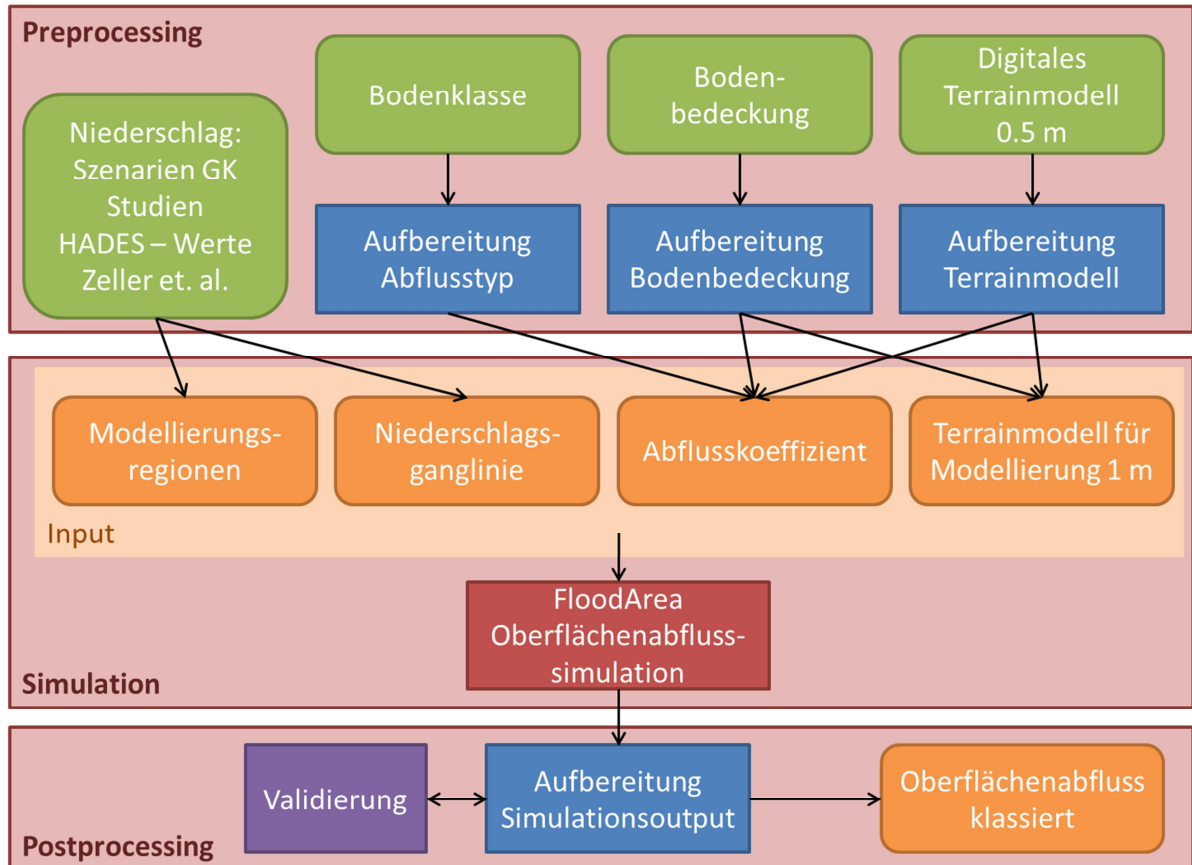 Preprocessing
Niederschlag:
Szenarien GK
Studien
HADES – Werte
Zeller et. al.
Bodenklasse
Boden-
bedeckung
Digitales
Terrainmodell
0.5 m
Aufbereitung
Abflusstyp
Aufbereitung
Bodenbedeckung
Aufbereitung
Terrainmodell
Modellierungs-
regionen
Niederschlags-
ganglinie
Abflusskoeffizient
Terrainmodell für
Modellierung 1 m
Input
FloodArea
Oberflächenabfluss-
simulation
Simulation
Validierung
Aufbereitung
Simulationsoutput
Oberflächenabfluss
klassiert
Postprocessing